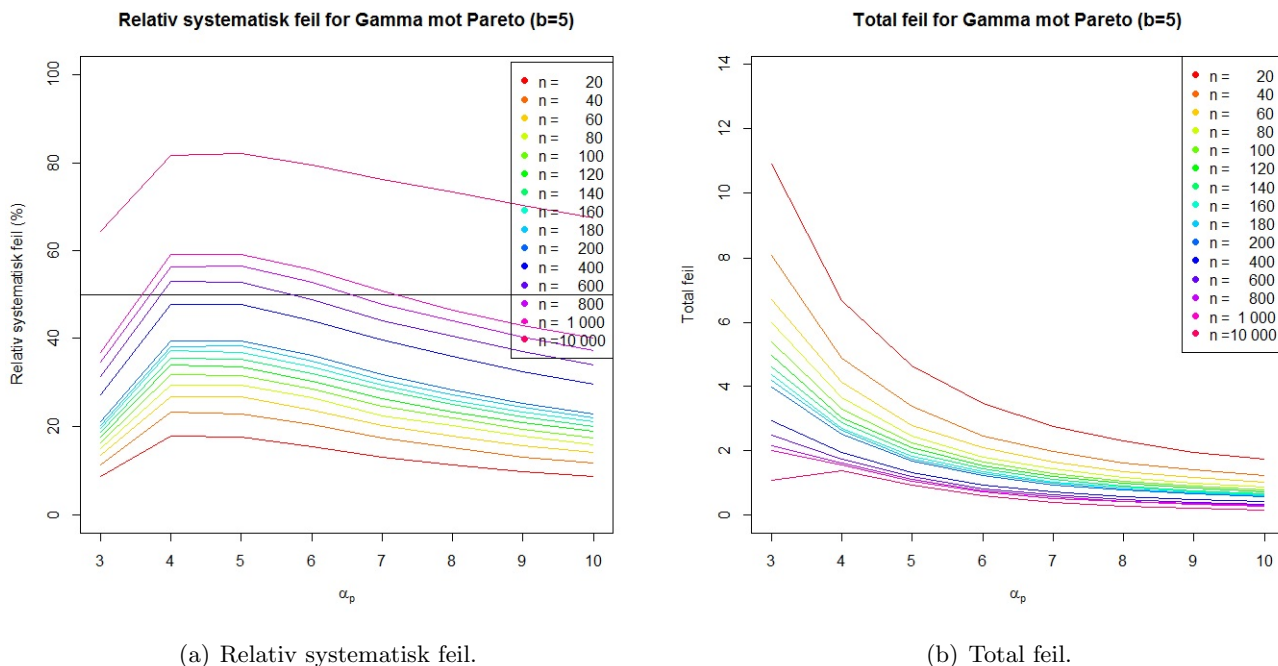 Relativ systematisk feil for Gamma mot Pareto (b=5)
Relativ systematisk feil (%)
100
80
60
40
20
0
n = 20
n = 40
n = 60
n = 80
n = 100
n = 120
n = 140
n = 160
n = 180
n = 200
n = 400
n = 600
n = 800
n = 1 000
n =10 000
3 4 5 6 7 8 9 10
αp
(a) Relativ systematisk feil.
Total feil for Gamma mot Pareto (b=5)
Total feil
14
12
10
8
6
4
2
0
n = 20
n = 40
n = 60
n = 80
n = 100
n = 120
n = 140
n = 160
n = 180
n = 200
n = 400
n = 600
n = 800
n = 1 000
n =10 000
3 4 5 6 7 8 9 10
αp
(b) Total feil.